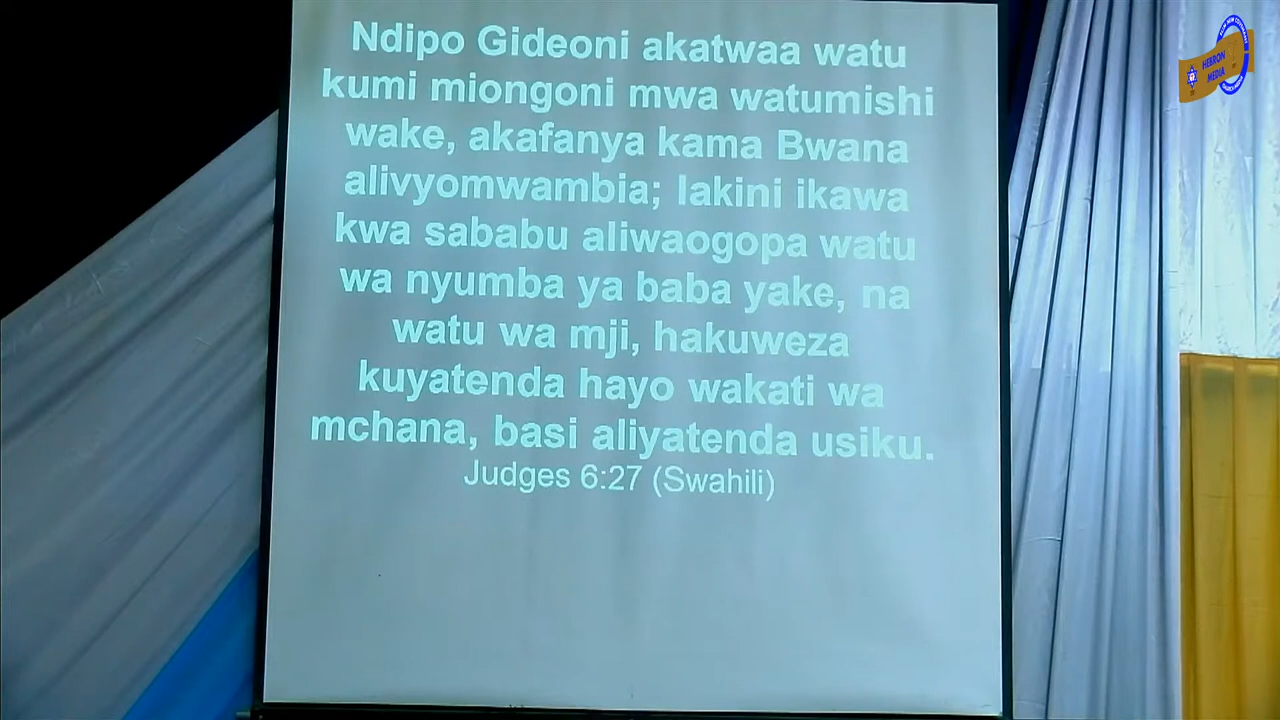 Ndipo Gideoni akatwaa watu
kumi miongoni mwa watumishi
wake, akafanya kama Bwana
alivyomwambia; lakini ikawa
kwa sababu aliwaogopa watu
wa nyumba ya baba yake, na
watu wa mji, hakuweza
kuyatenda hayo wakati wa
mchana, basi aliyatenda usiku.
Judges 6:27 (Swahili)
HEBRON
MEDIA